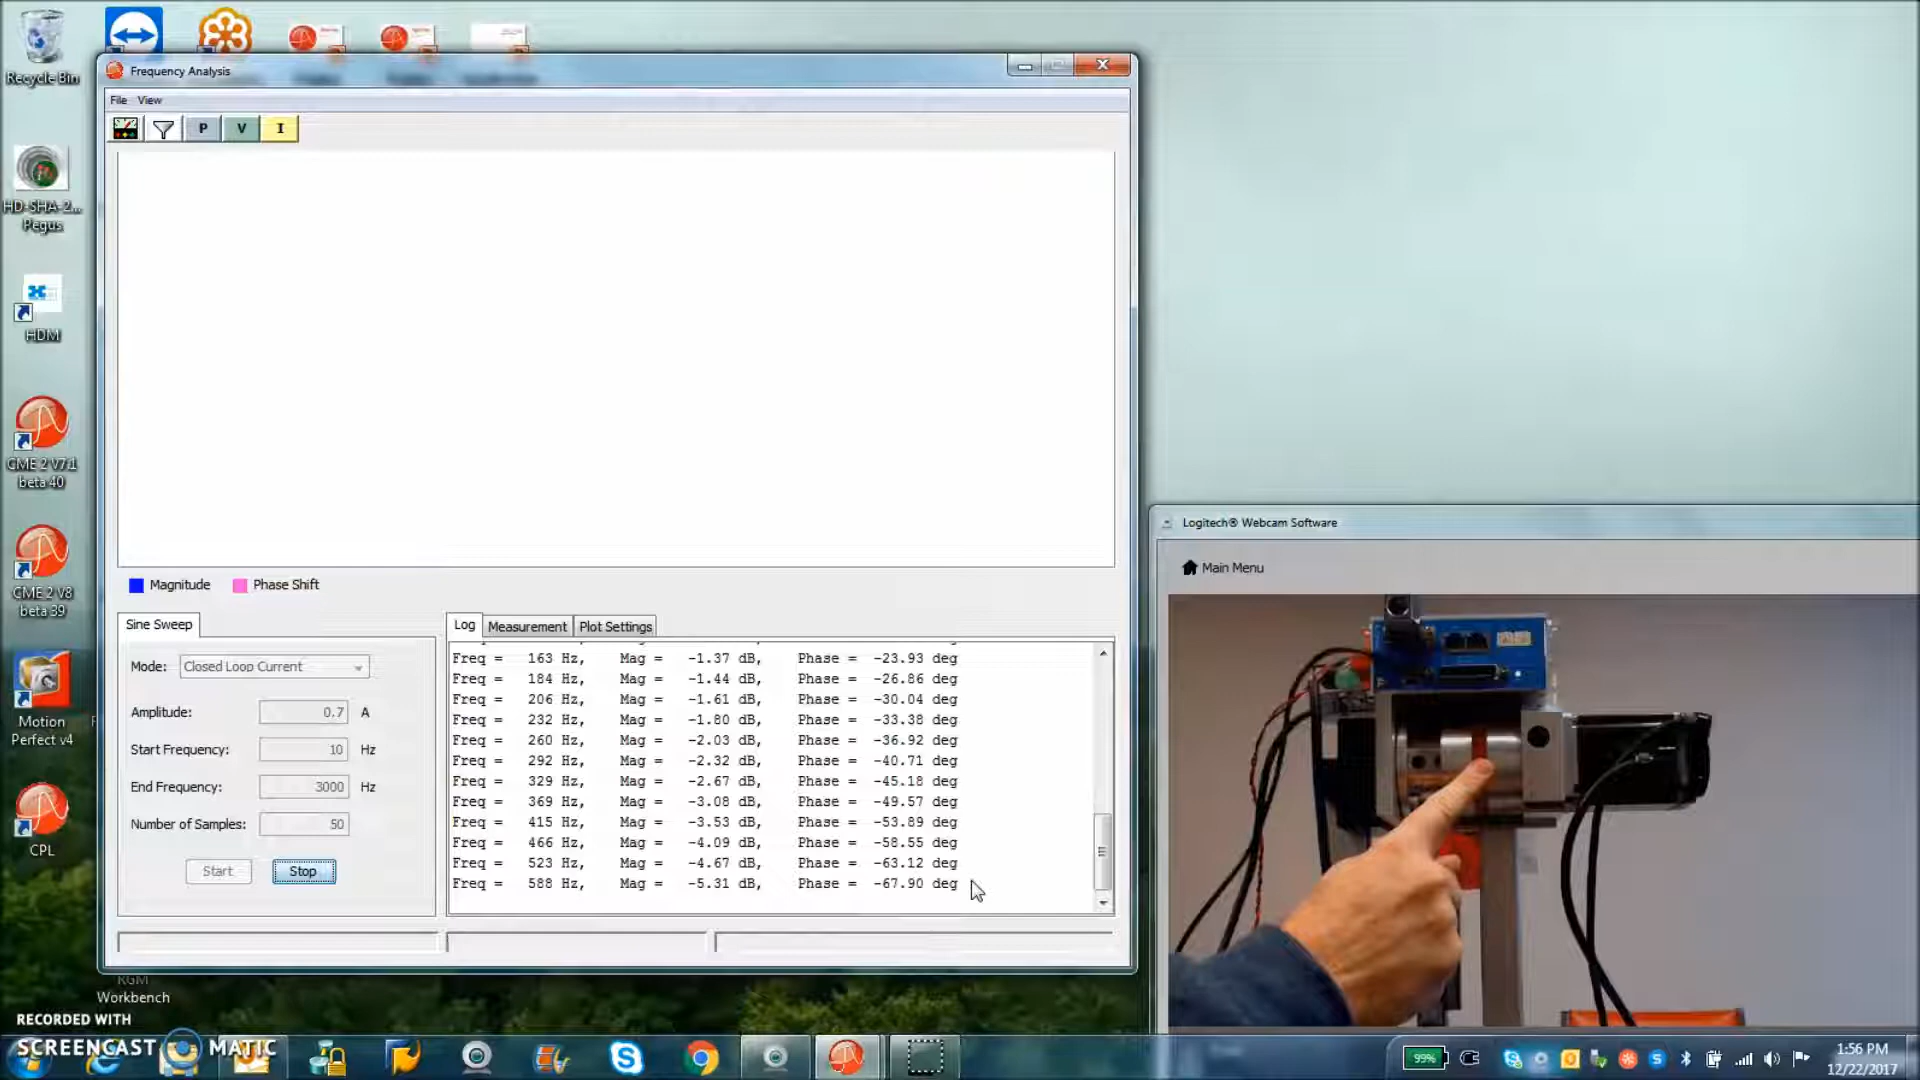 Recycle Bin
HD-SHA-2...
Pegus
HDM
CME 2 V7.1
beta 40
CME 2 V8
beta 39
Motion
Perfect v4
CPL
Frequency Analysis
File View
P V I
Magnitude Phase Shift
Sine Sweep
Mode: Closed Loop Current
Amplitude: 0.7 A
Start Frequency: 10 Hz
End Frequency: 3000 Hz
Number of Samples: 50
Start Stop
Log Measurement Plot Settings
Freq = 163 Hz, Mag = -1.37 dB, Phase = -23.93 deg
Freq = 184 Hz, Mag = -1.44 dB, Phase = -26.86 deg
Freq = 206 Hz, Mag = -1.61 dB, Phase = -30.04 deg
Freq = 232 Hz, Mag = -1.80 dB, Phase = -33.38 deg
Freq = 260 Hz, Mag = -2.03 dB, Phase = -36.92 deg
Freq = 292 Hz, Mag = -2.32 dB, Phase = -40.71 deg
Freq = 329 Hz, Mag = -2.67 dB, Phase = -45.18 deg
Freq = 369 Hz, Mag = -3.08 dB, Phase = -49.57 deg
Freq = 415 Hz, Mag = -3.53 dB, Phase = -53.89 deg
Freq = 466 Hz, Mag = -4.09 dB, Phase = -58.55 deg
Freq = 523 Hz, Mag = -4.67 dB, Phase = -63.12 deg
Freq = 588 Hz, Mag = -5.31 dB, Phase = -67.90 deg
Logitech® Webcam Software
Main Menu
RGM
Workbench
RECORDED WITH
SCREENCAST MATIC
99%
1:56 PM
12/22/2017